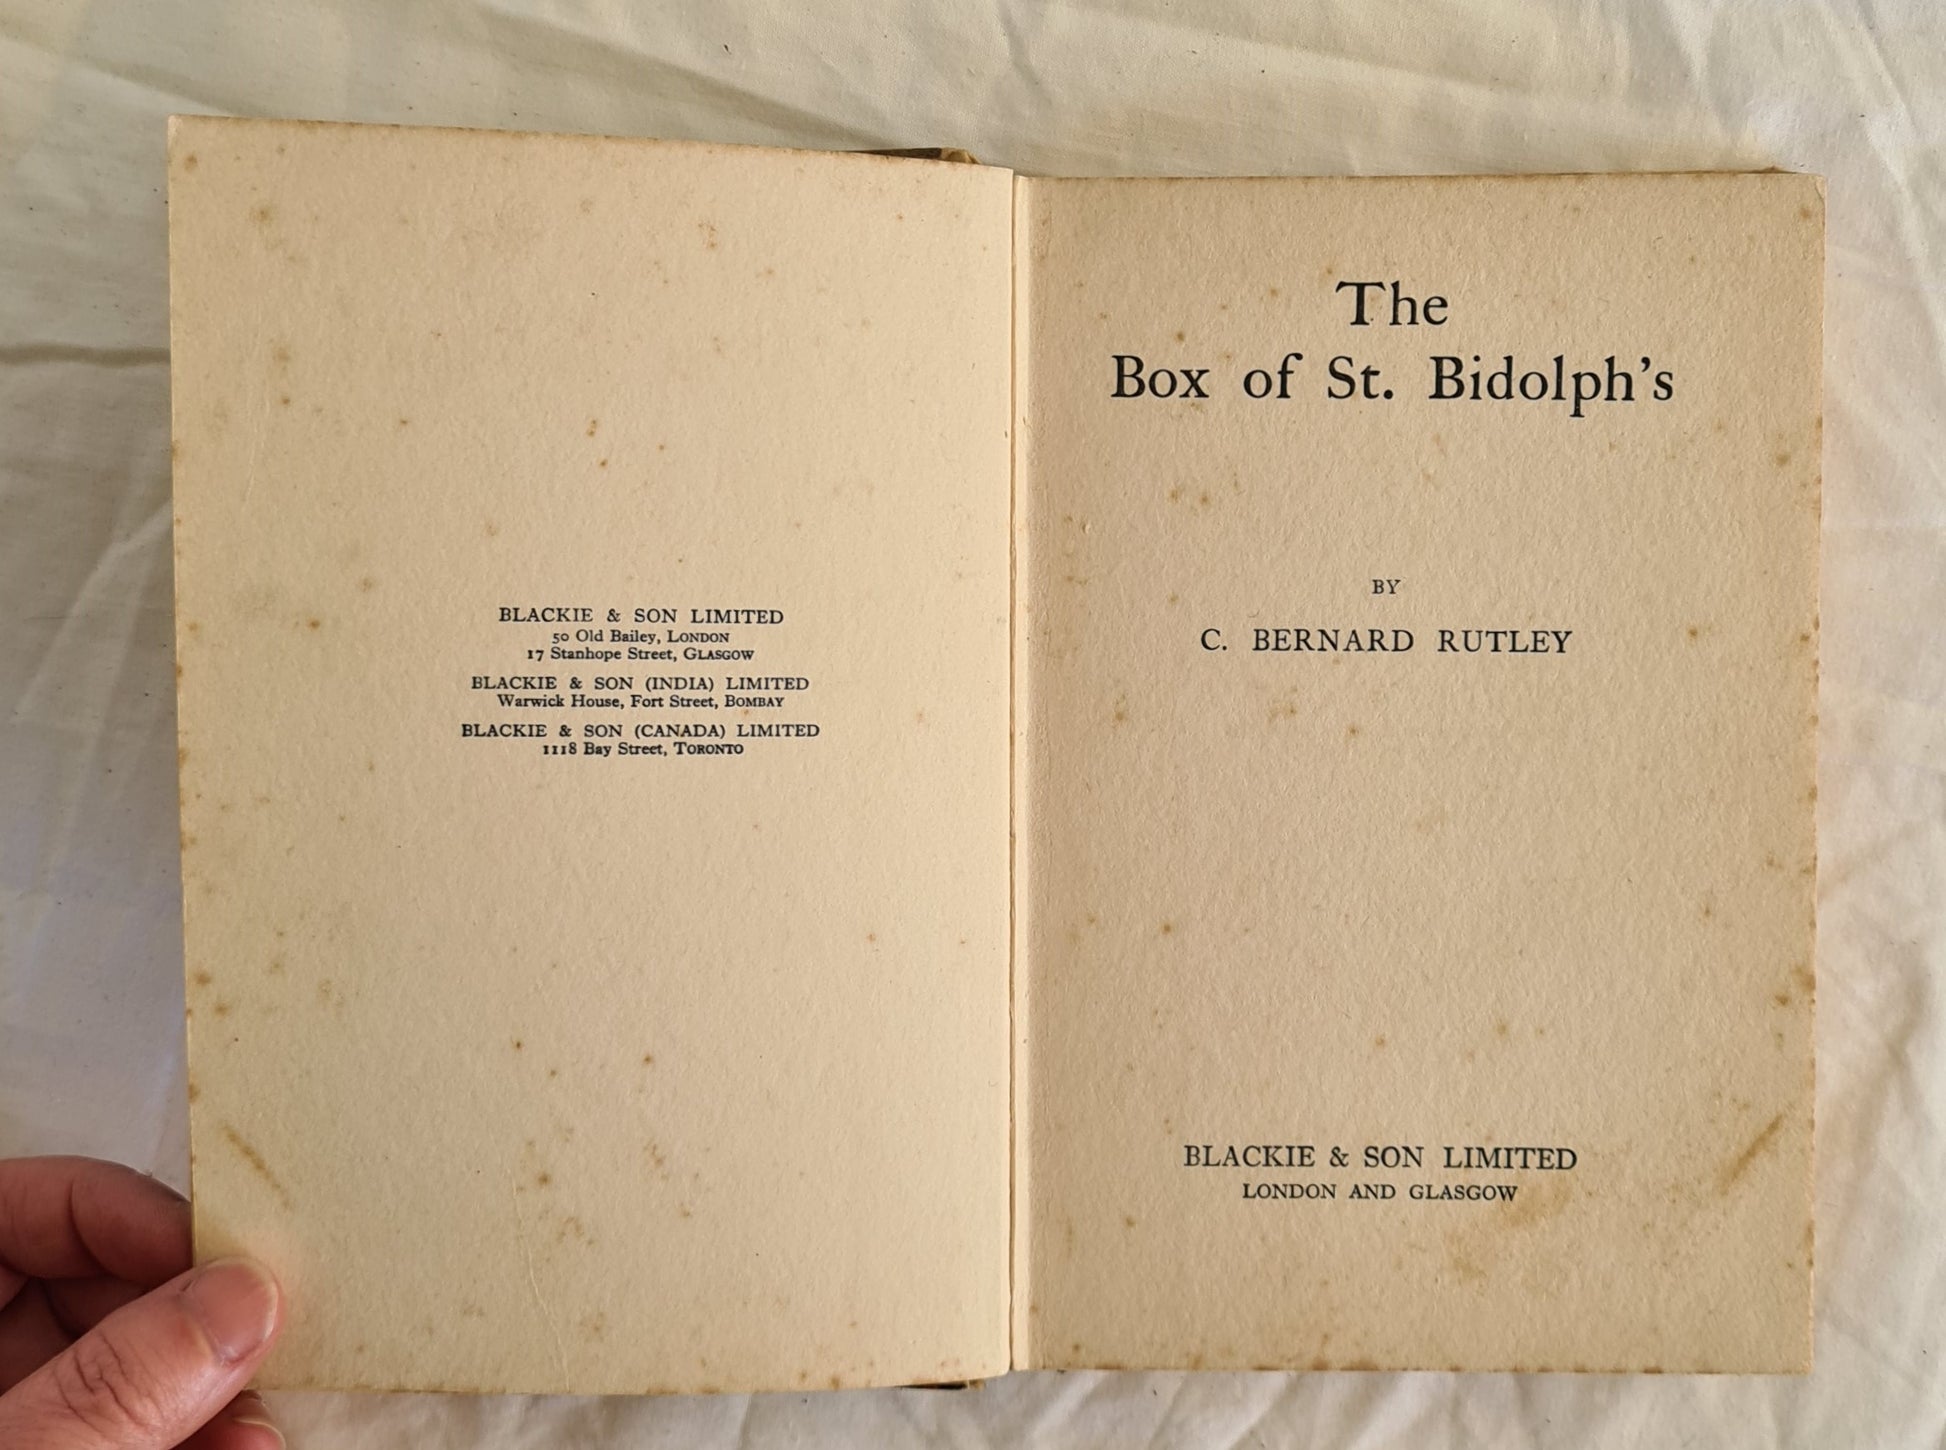 BLACKIE & SON LIMITED
50 Old Bailey, LONDON
17 Stanhope Street, GLASGOW
BLACKIE & SON (INDIA) LIMITED
Warwick House, Fort Street, BOMBAY
BLACKIE & SON (CANADA) LIMITED
1118 Bay Street, TORONTO
The
Box of St. Bidolph's
BY
C. BERNARD RUTLEY
BLACKIE & SON LIMITED
LONDON AND GLASGOW